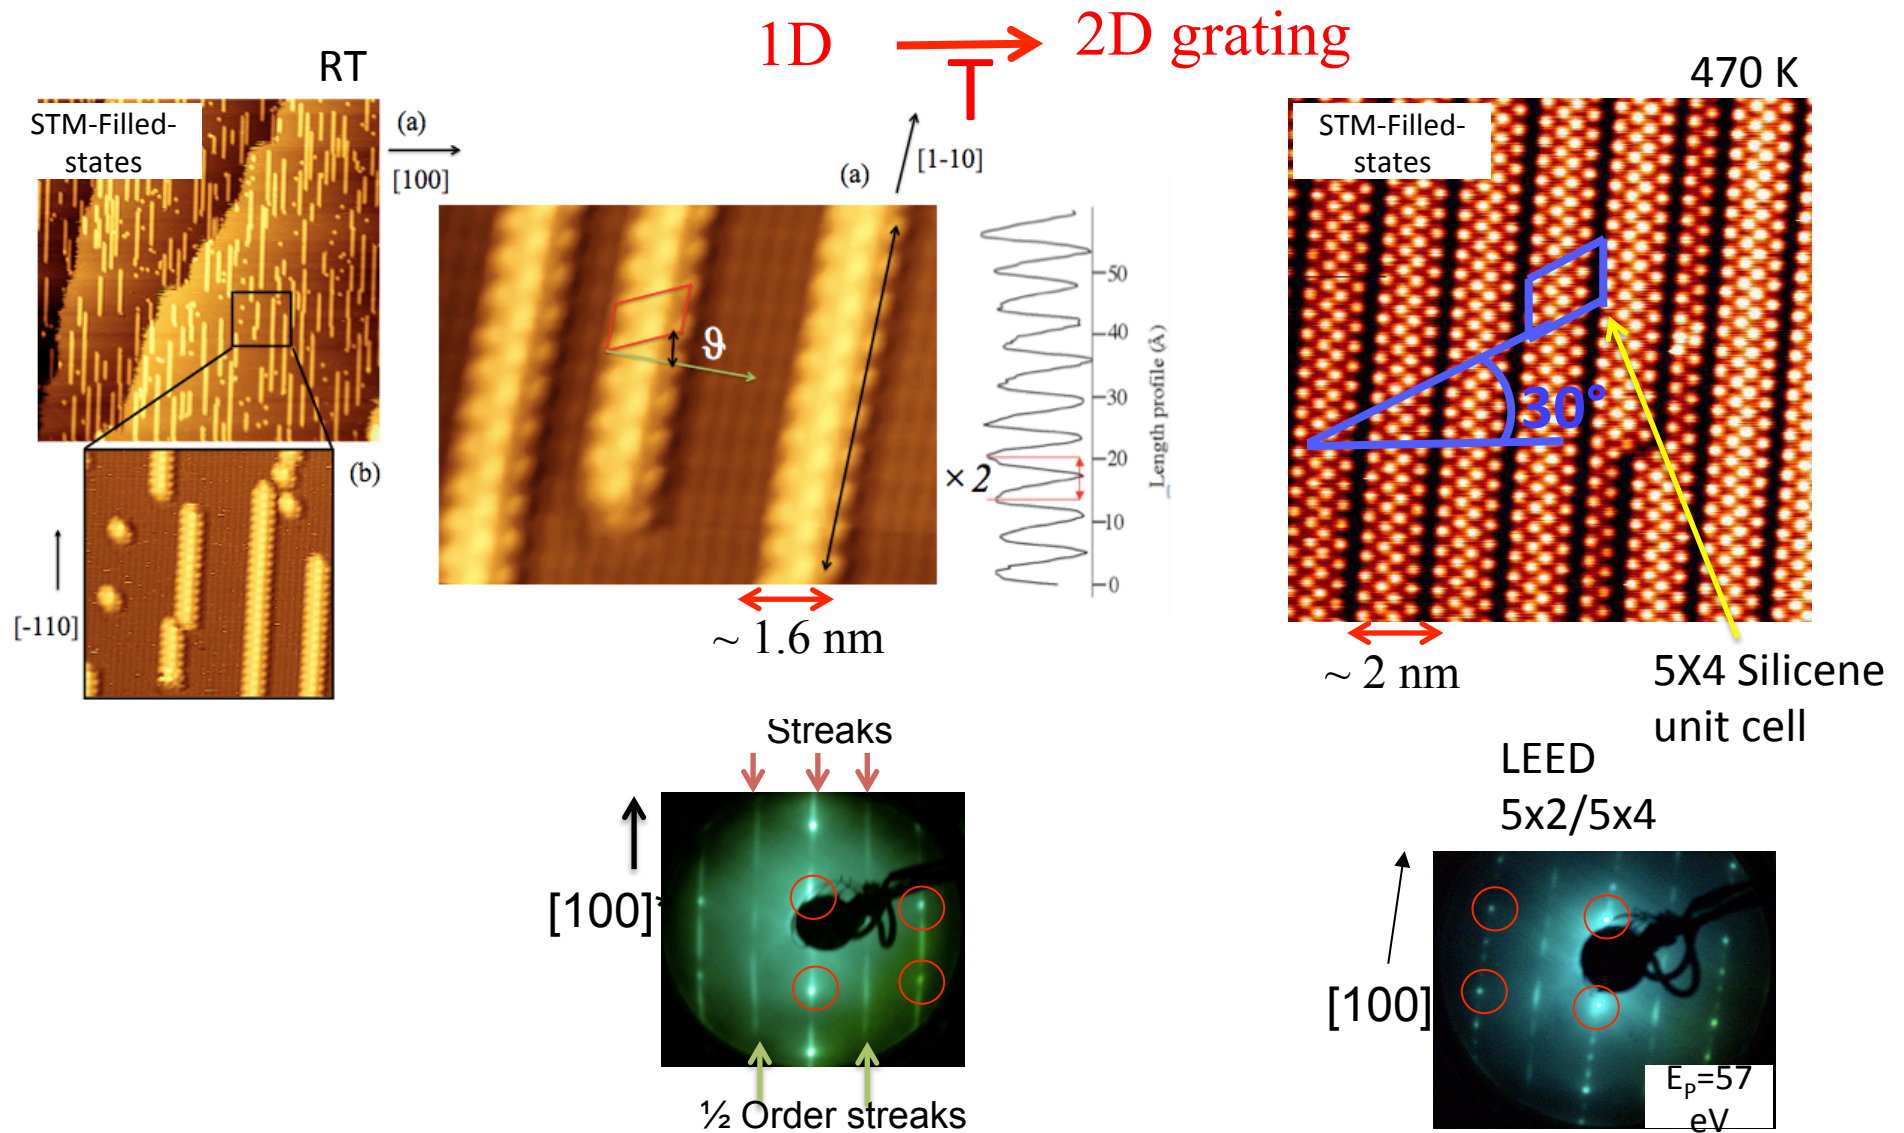 1D
2D grating
T
RT
470 K
STM-Filled-
states
(a)
[100]
(a)
[1-10]
STM-Filled-
states
ϑ
50
40
30
20
10
0
Length profile (Å)
× 2
30°
(b)
[-110]
~ 1.6 nm
~ 2 nm
5X4 Silicene
unit cell
Streaks
LEED
5x2/5x4
[100]*
[100]
½ Order streaks
EP=57
eV